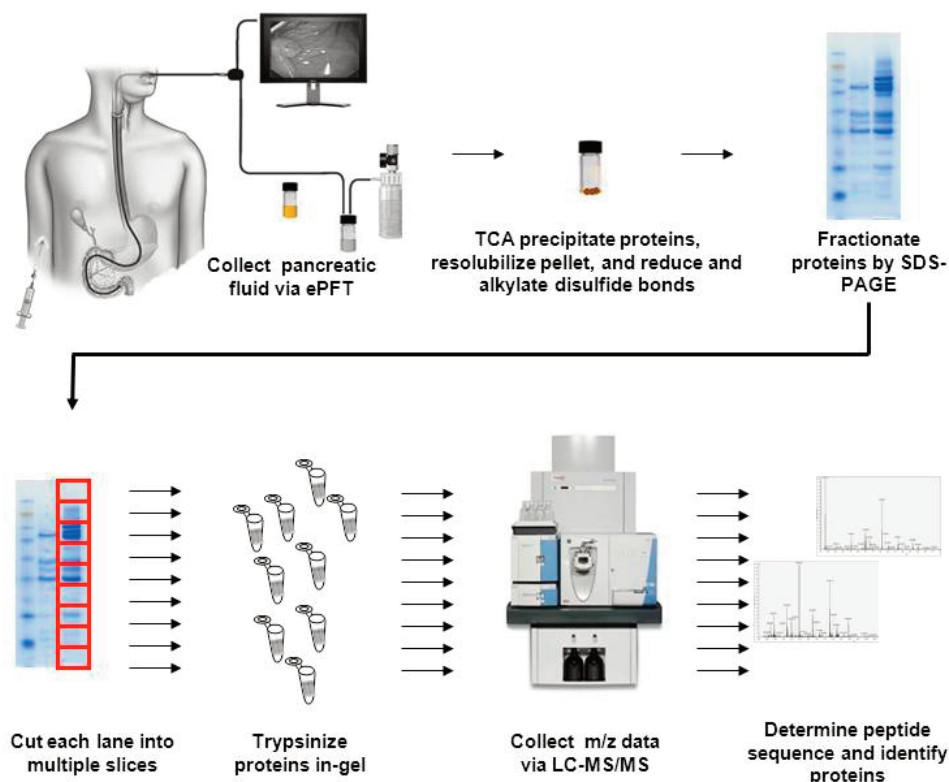 Collect pancreatic
fluid via ePFT
TCA precipitate proteins,
resolubilize pellet, and reduce and
alkylate disulfide bonds
Fractionate
proteins by SDS-
PAGE
Cut each lane into
multiple slices
Trypsinize
proteins in-gel
Collect m/z data
via LC-MS/MS
Determine peptide
sequence and identify
proteins